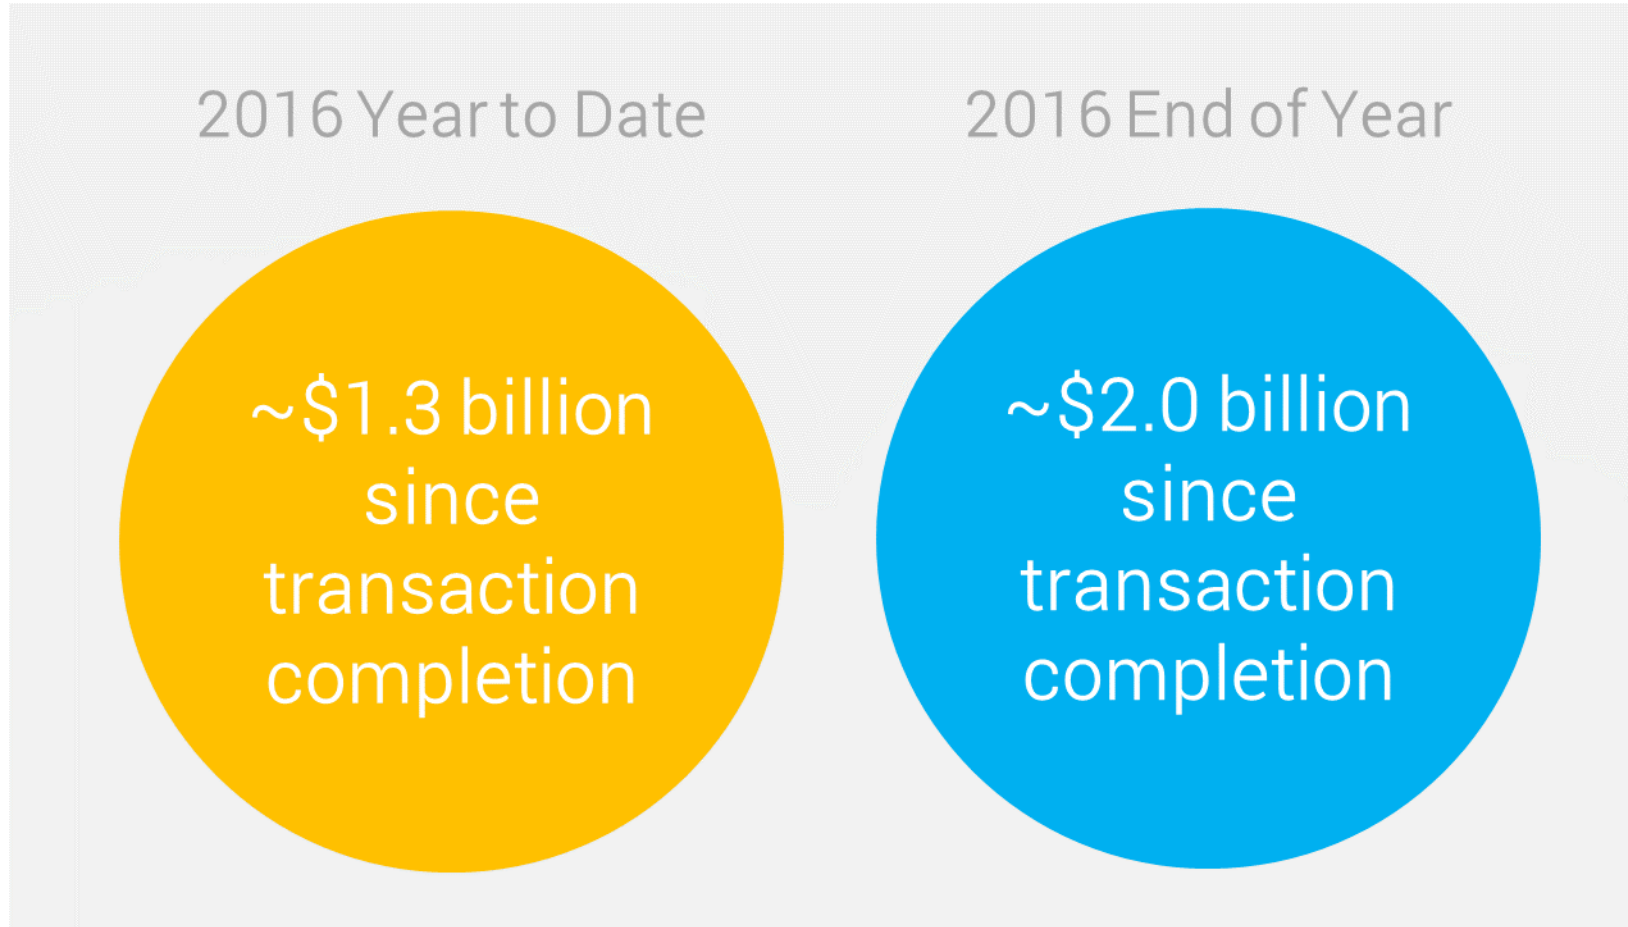 2016 Year to Date
~$1.3 billion
since
transaction
completion
2016 End of Year
~$2.0 billion
since
transaction
completion